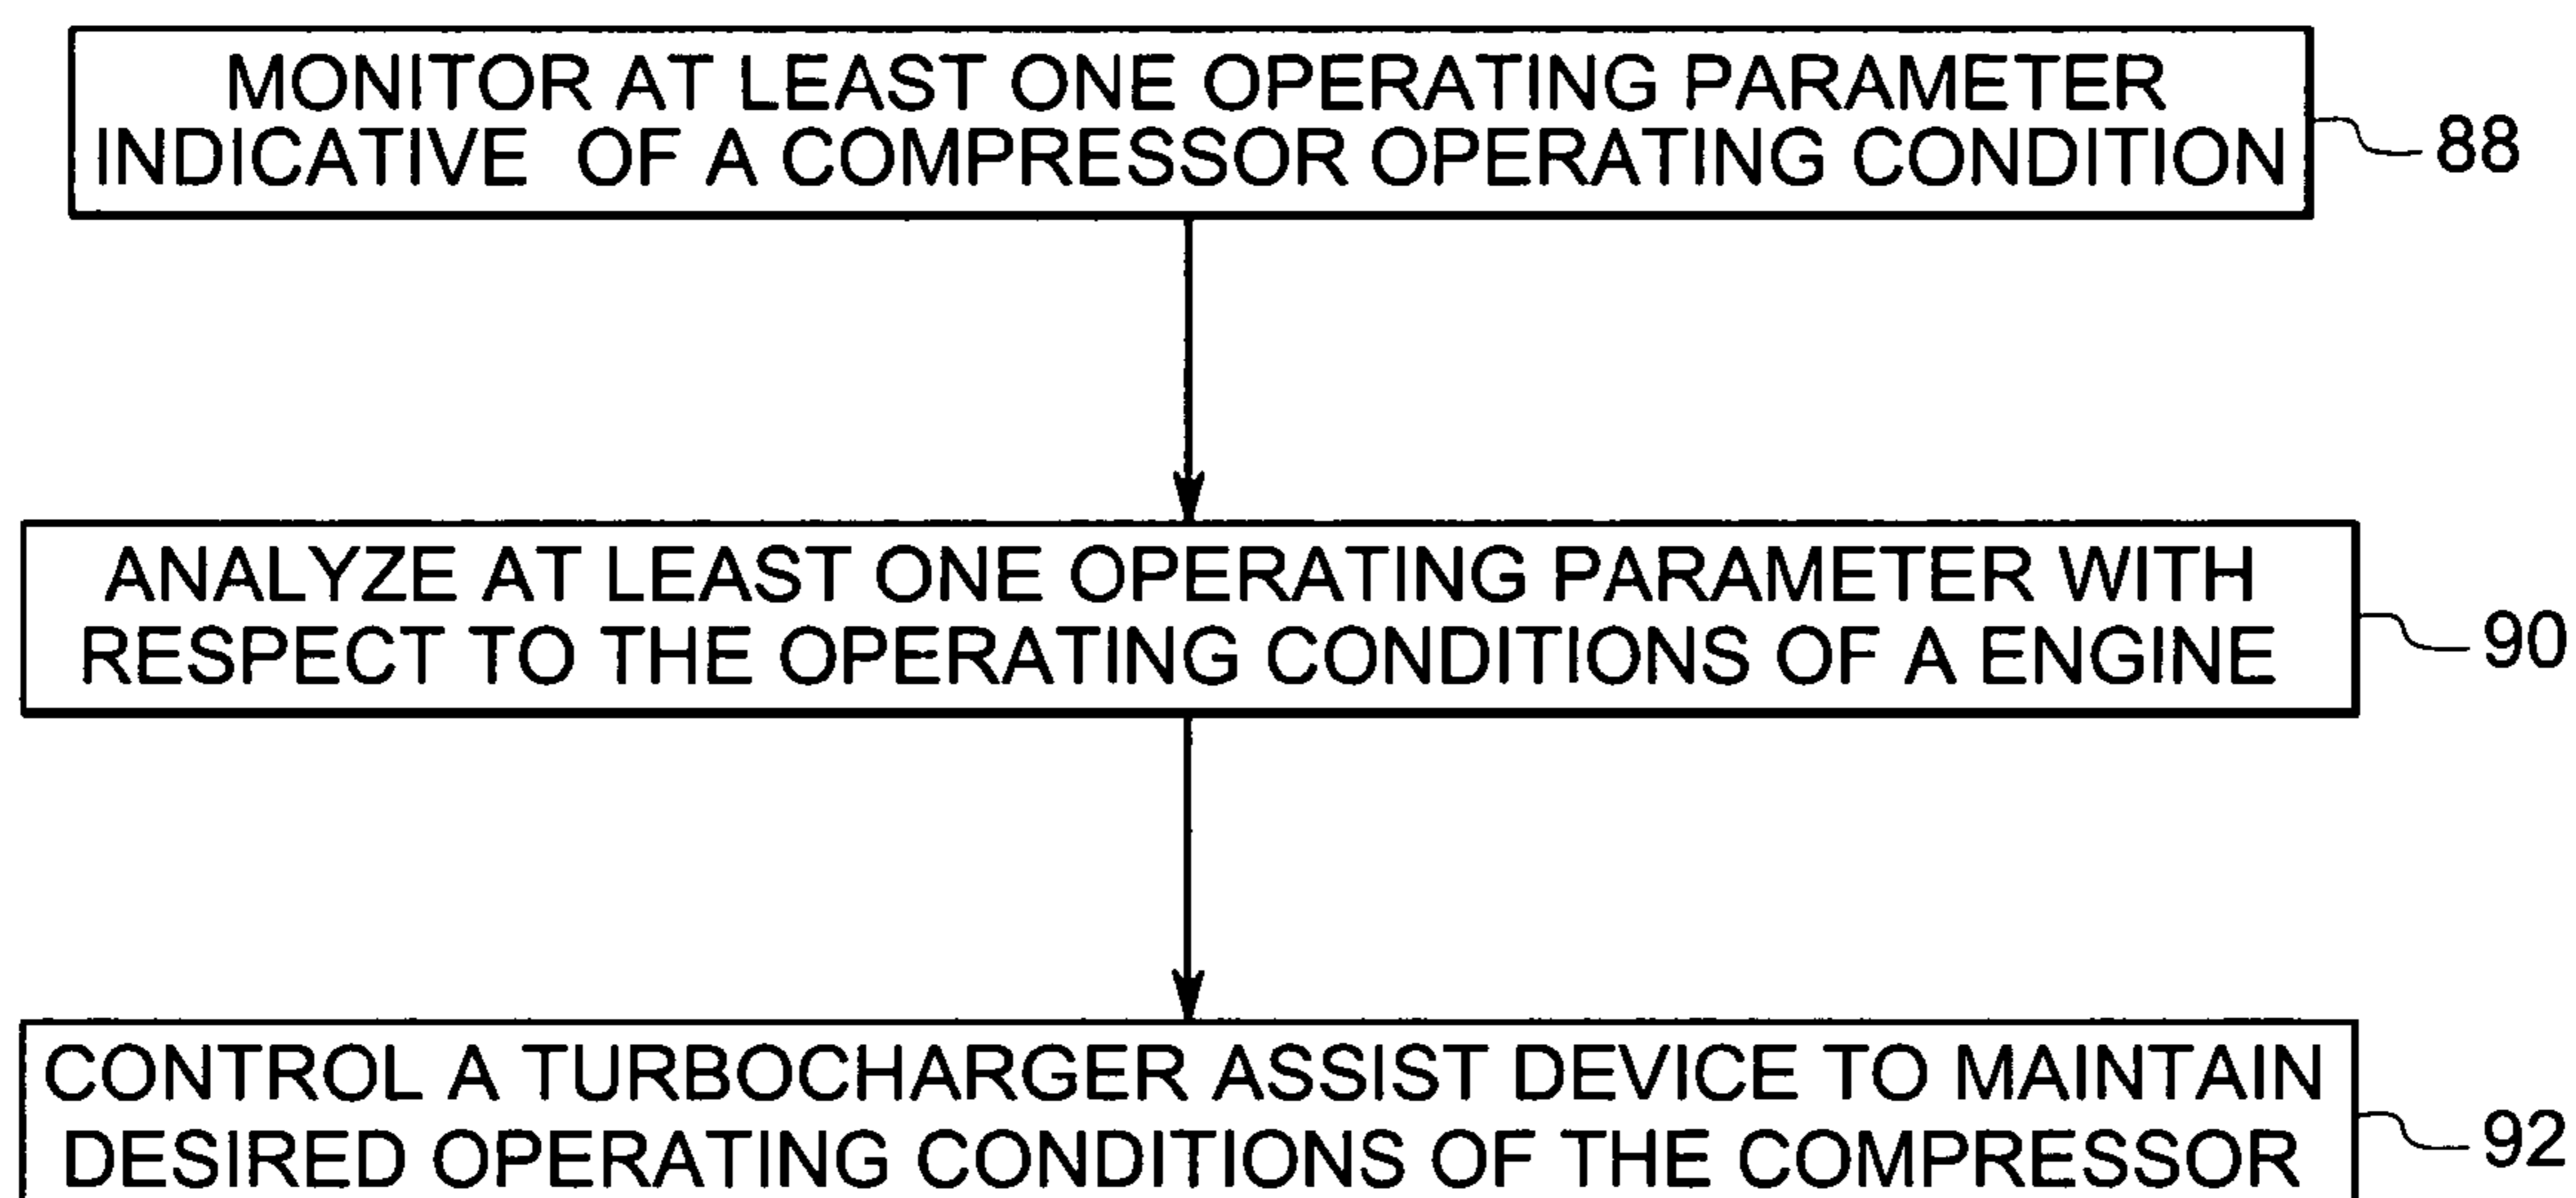 MONITOR AT LEAST ONE OPERATING PARAMETER
INDICATIVE OF A COMPRESSOR OPERATING CONDITION
88
ANALYZE AT LEAST ONE OPERATING PARAMETER WITH
RESPECT TO THE OPERATING CONDITIONS OF A ENGINE
90
CONTROL A TURBOCHARGER ASSIST DEVICE TO MAINTAIN
DESIRED OPERATING CONDITIONS OF THE COMPRESSOR
92